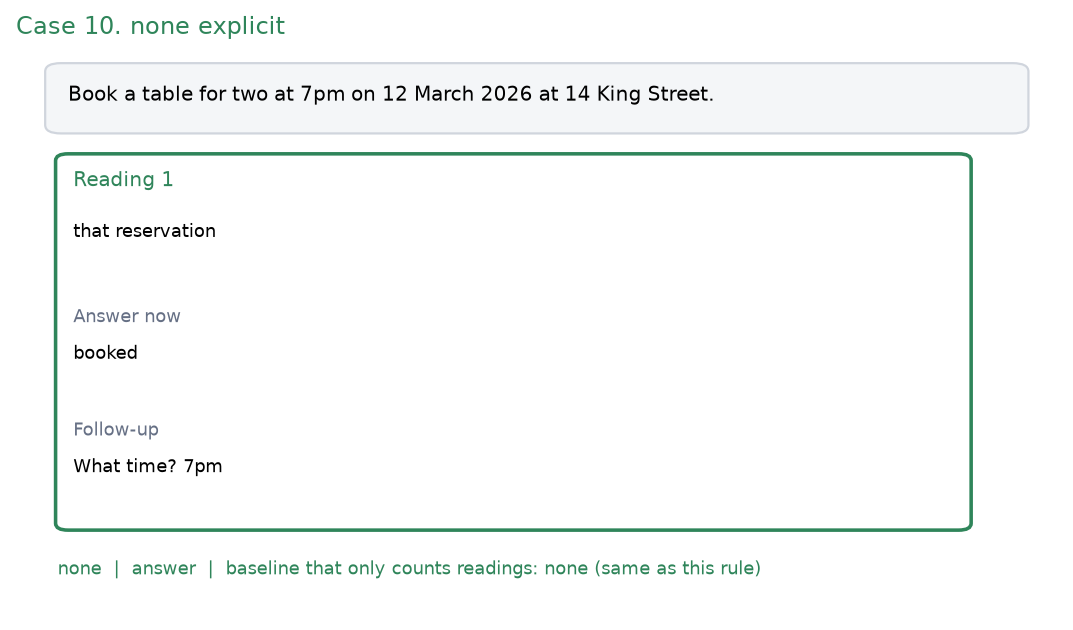 Case 10. none explicit
Book a table for two at 7pm on 12 March 2026 at 14 King Street.
Reading 1
that reservation
Answer now
booked
Follow-up
What time? 7pm
none | answer | baseline that only counts readings: none (same as this rule)